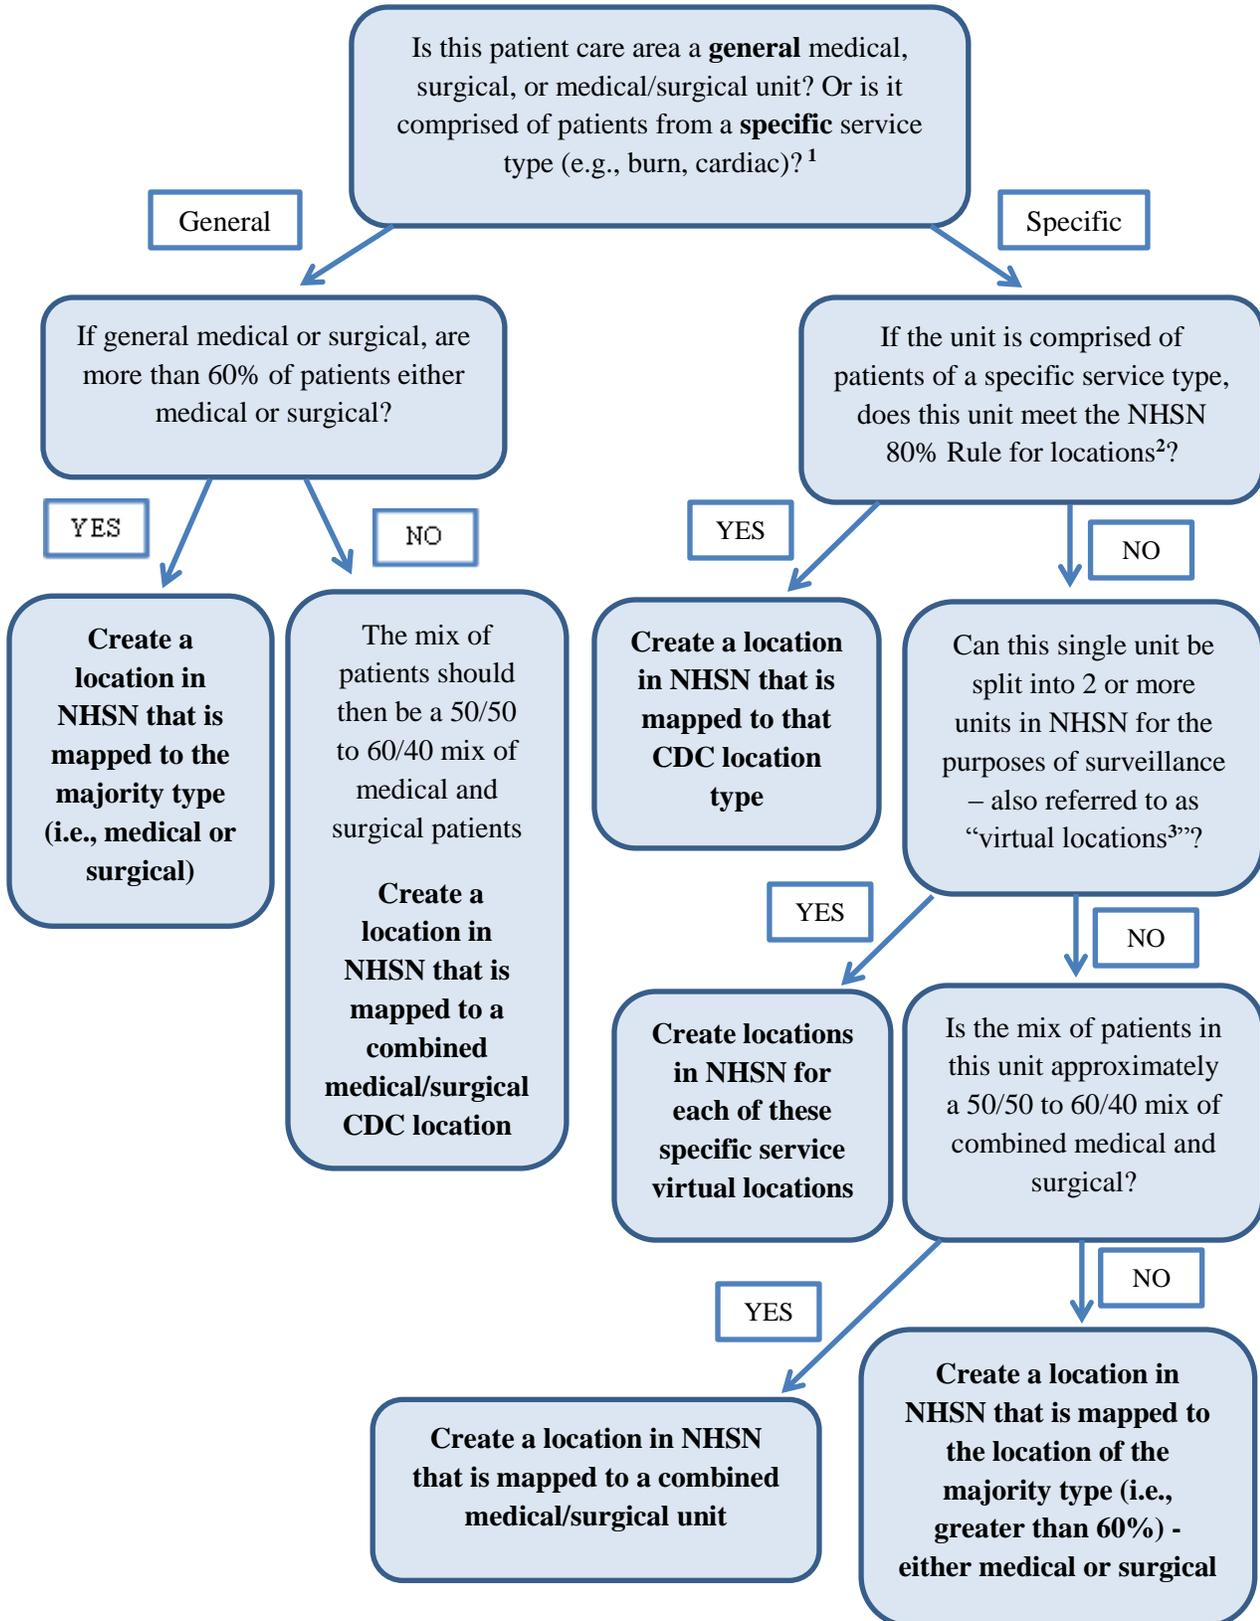 Is this patient care area a general medical,
surgical, or medical/surgical unit? Or is it
comprised of patients from a specific service
type (e.g., burn, cardiac)? 1
General
Specific
If general medical or surgical, are
more than 60% of patients either
medical or surgical?
If the unit is comprised of
patients of a specific service type,
does this unit meet the NHSN
80% Rule for locations2?
YES
NO
YES
NO
Create a
location in
NHSN that is
mapped to the
majority type
(i.e., medical or
surgical)
The mix of
patients should
then be a 50/50
to 60/40 mix of
medical and
surgical patients
Create a
location in
NHSN that is
mapped to a
combined
medical/surgical
CDC location
Create a location
in NHSN that is
mapped to that
CDC location
type
Can this single unit be
split into 2 or more
units in NHSN for the
purposes of surveillance
– also referred to as
“virtual locations3”?
YES
NO
Create locations
in NHSN for
each of these
specific service
virtual locations
Is the mix of patients in
this unit approximately
a 50/50 to 60/40 mix of
combined medical and
surgical?
YES
NO
Create a location in NHSN
that is mapped to a combined
medical/surgical unit
Create a location in
NHSN that is mapped to
the location of the
majority type (i.e.,
greater than 60%) -
either medical or surgical